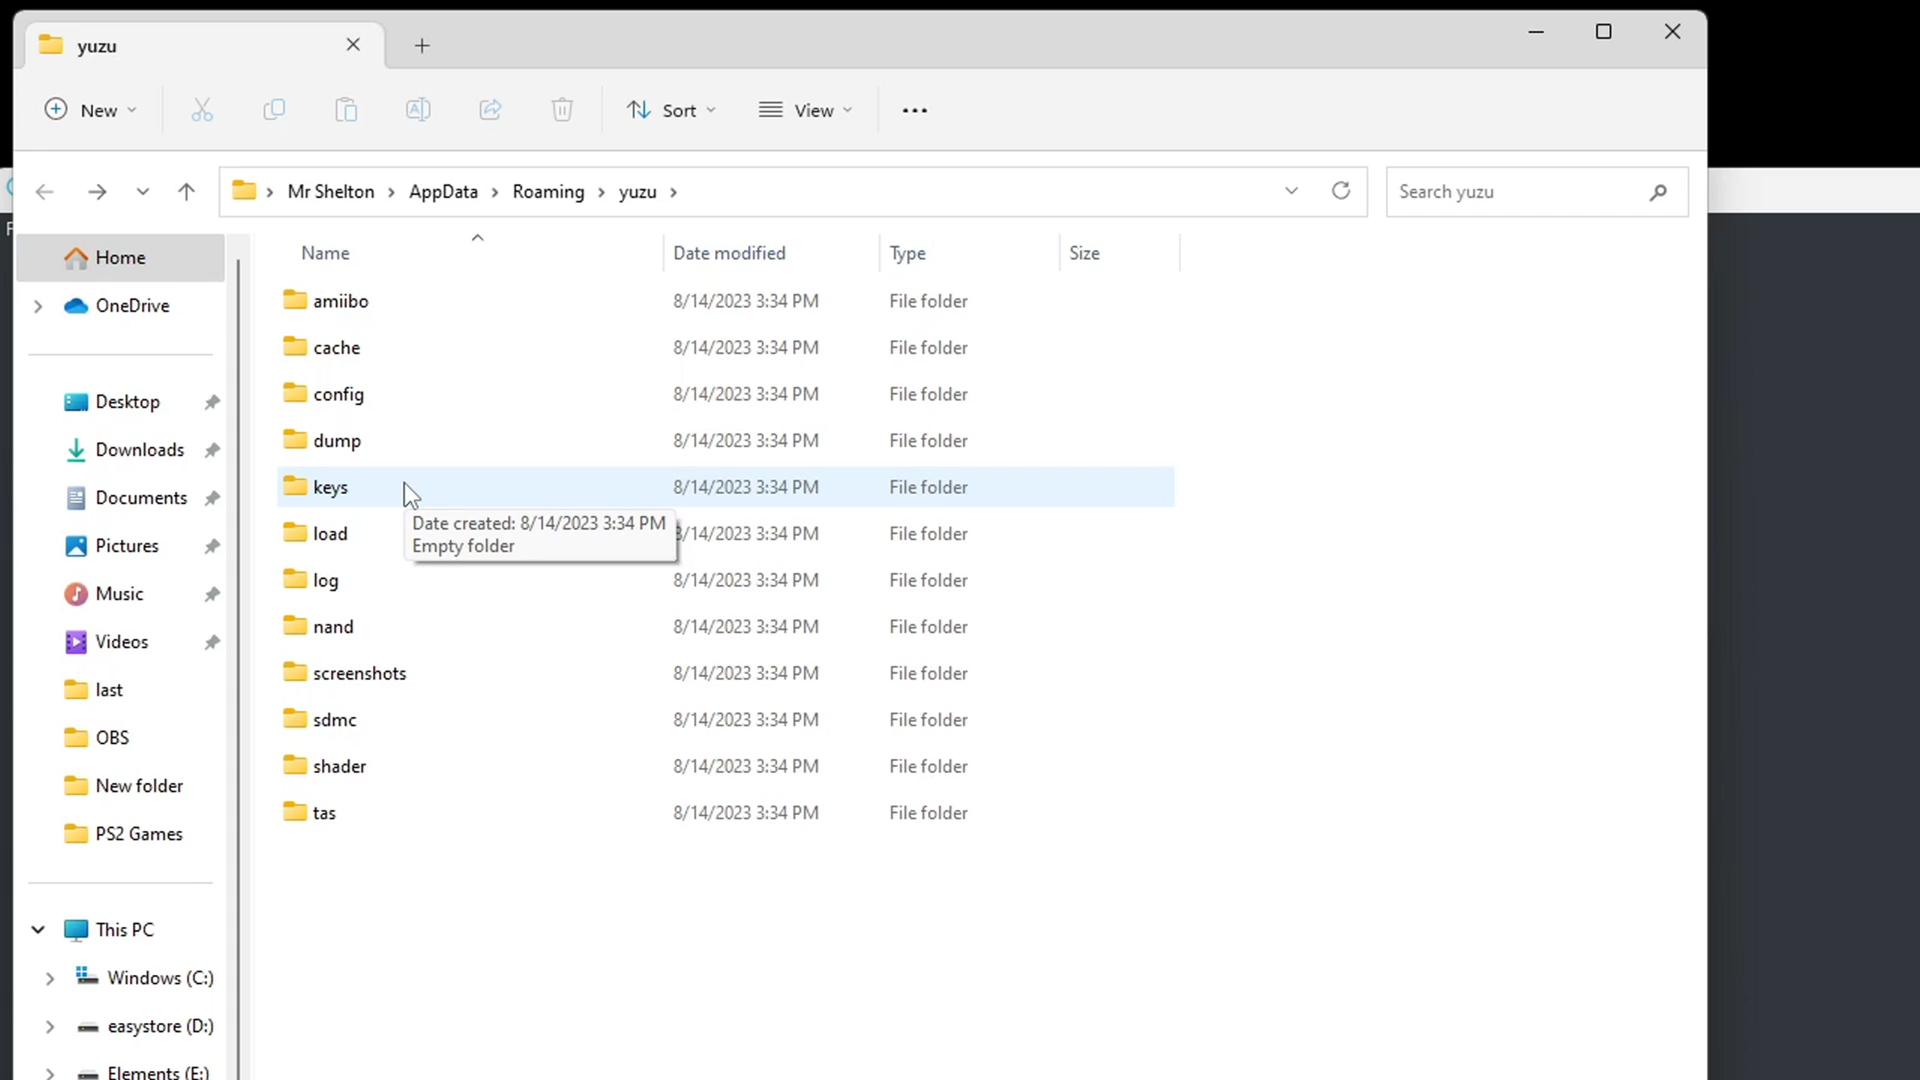 yuzu
New
Sort
View
Mr Shelton
AppData
Roaming
yuzu
Search yuzu
F
Home
OneDrive
Desktop
Downloads
Documents
Pictures
Music
Videos
last
OBS
New folder
PS2 Games
This PC
Windows (C:)
easystore (D:)
Elements (E:)
Name Date modified Type Size
amiibo 8/14/2023 3:34 PM File folder
cache 8/14/2023 3:34 PM File folder
config 8/14/2023 3:34 PM File folder
dump 8/14/2023 3:34 PM File folder
keys 8/14/2023 3:34 PM File folder
Date created: 8/14/2023 3:34 PM
Empty folder
load 8/14/2023 3:34 PM File folder
log 8/14/2023 3:34 PM File folder
nand 8/14/2023 3:34 PM File folder
screenshots 8/14/2023 3:34 PM File folder
sdmc 8/14/2023 3:34 PM File folder
shader 8/14/2023 3:34 PM File folder
tas 8/14/2023 3:34 PM File folder